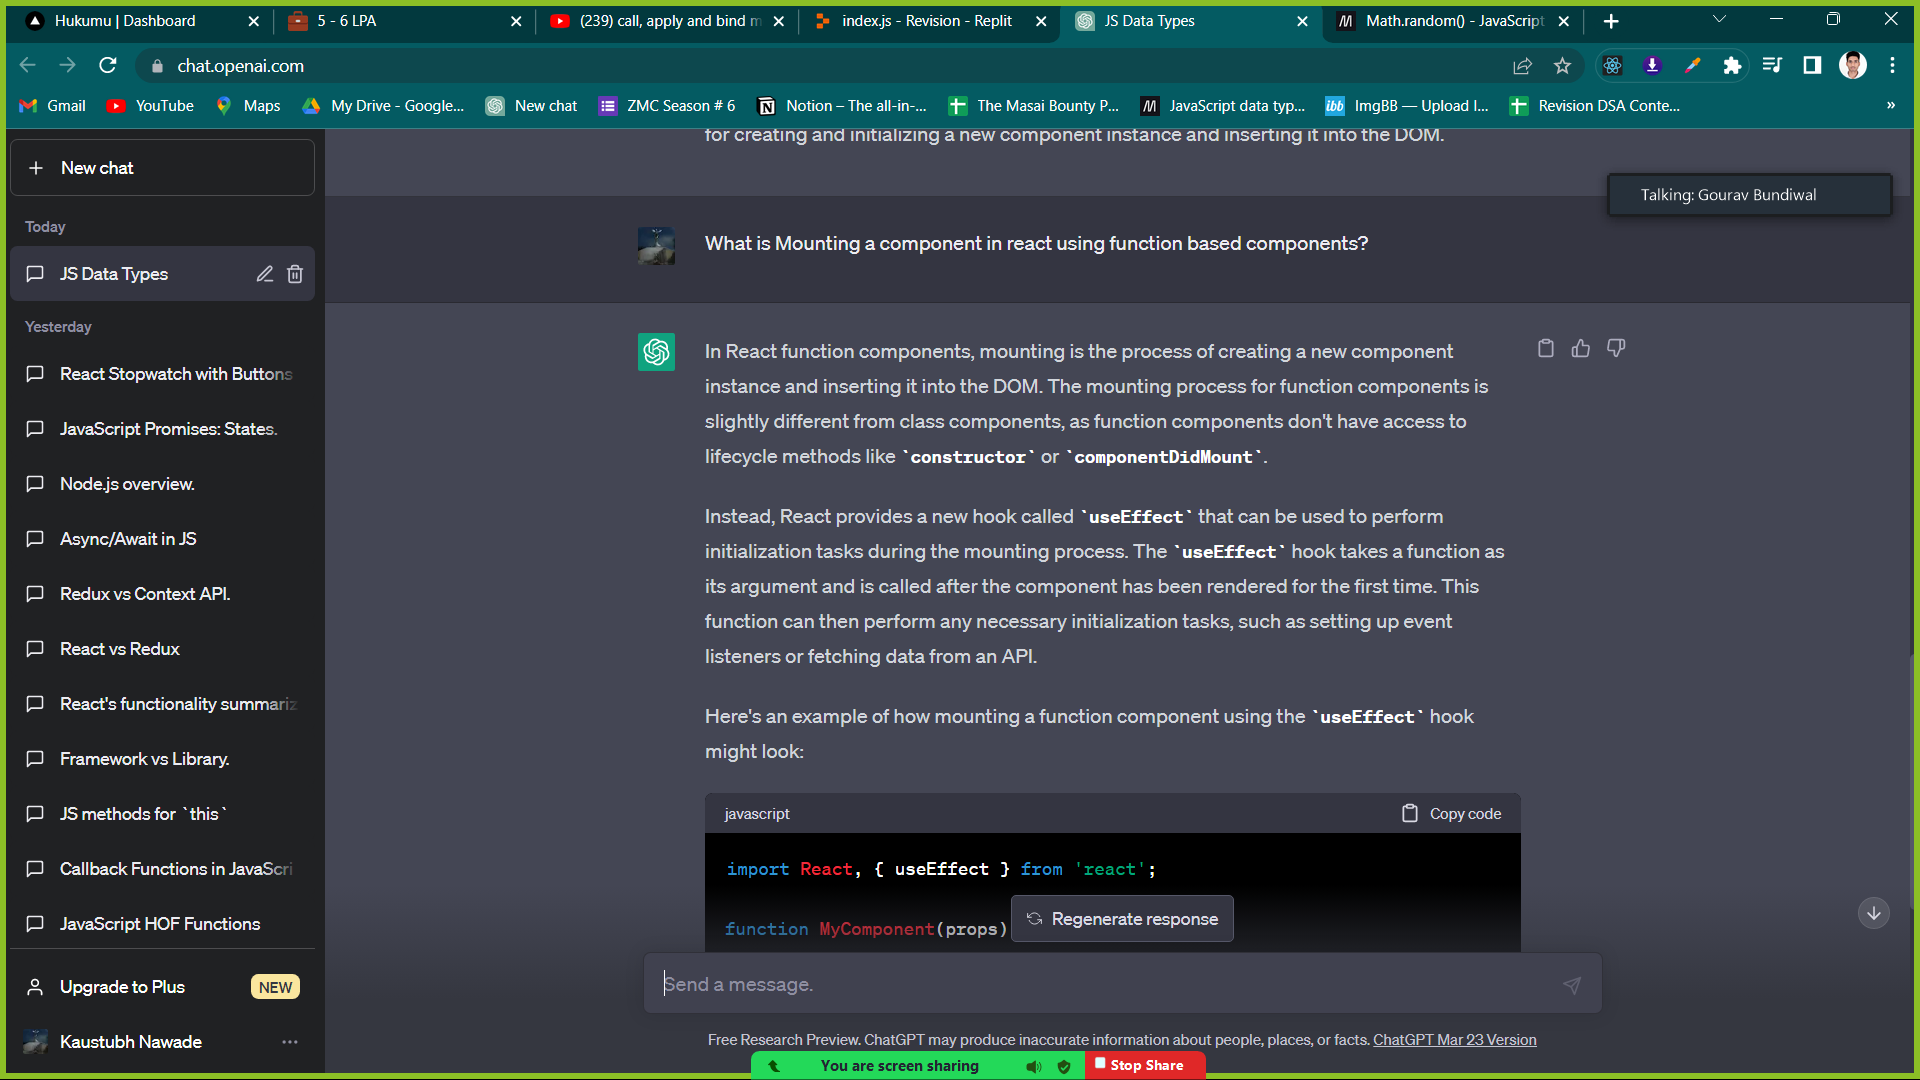 Hukumu | Dashboard
5 - 6 LPA
(239) call, apply and bind m
index.js - Revision - Replit
JS Data Types
Math.random() - JavaScript
chat.openai.com
Gmail
YouTube
Maps
My Drive - Google...
New chat
ZMC Season # 6
Notion – The all-in-...
The Masai Bounty P...
JavaScript data typ...
ibb
ImgBB — Upload I...
Revision DSA Conte...
»
for creating and initializing a new component instance and inserting it into the DOM.
New chat
Talking: Gourav Bundiwal
Today
What is Mounting a component in react using function based components?
JS Data Types
Yesterday
React Stopwatch with Buttons
JavaScript Promises: States.
Node.js overview.
Async/Await in JS
Redux vs Context API.
React vs Redux
React's functionality summariz
Framework vs Library.
JS methods for `this`
Callback Functions in JavaScri
JavaScript HOF Functions
Upgrade to Plus
NEW
Kaustubh Nawade
In React function components, mounting is the process of creating a new component
instance and inserting it into the DOM. The mounting process for function components is
slightly different from class components, as function components don't have access to
lifecycle methods like `constructor` or `componentDidMount`.
Instead, React provides a new hook called `useEffect` that can be used to perform
initialization tasks during the mounting process. The `useEffect` hook takes a function as
its argument and is called after the component has been rendered for the first time. This
function can then perform any necessary initialization tasks, such as setting up event
listeners or fetching data from an API.
Here's an example of how mounting a function component using the `useEffect` hook
might look:
javascript
Copy code
import React, { useEffect } from 'react';
function MyComponent(props)
Regenerate response
Send a message.
Free Research Preview. ChatGPT may produce inaccurate information about people, places, or facts. ChatGPT Mar 23 Version
You are screen sharing
Stop Share